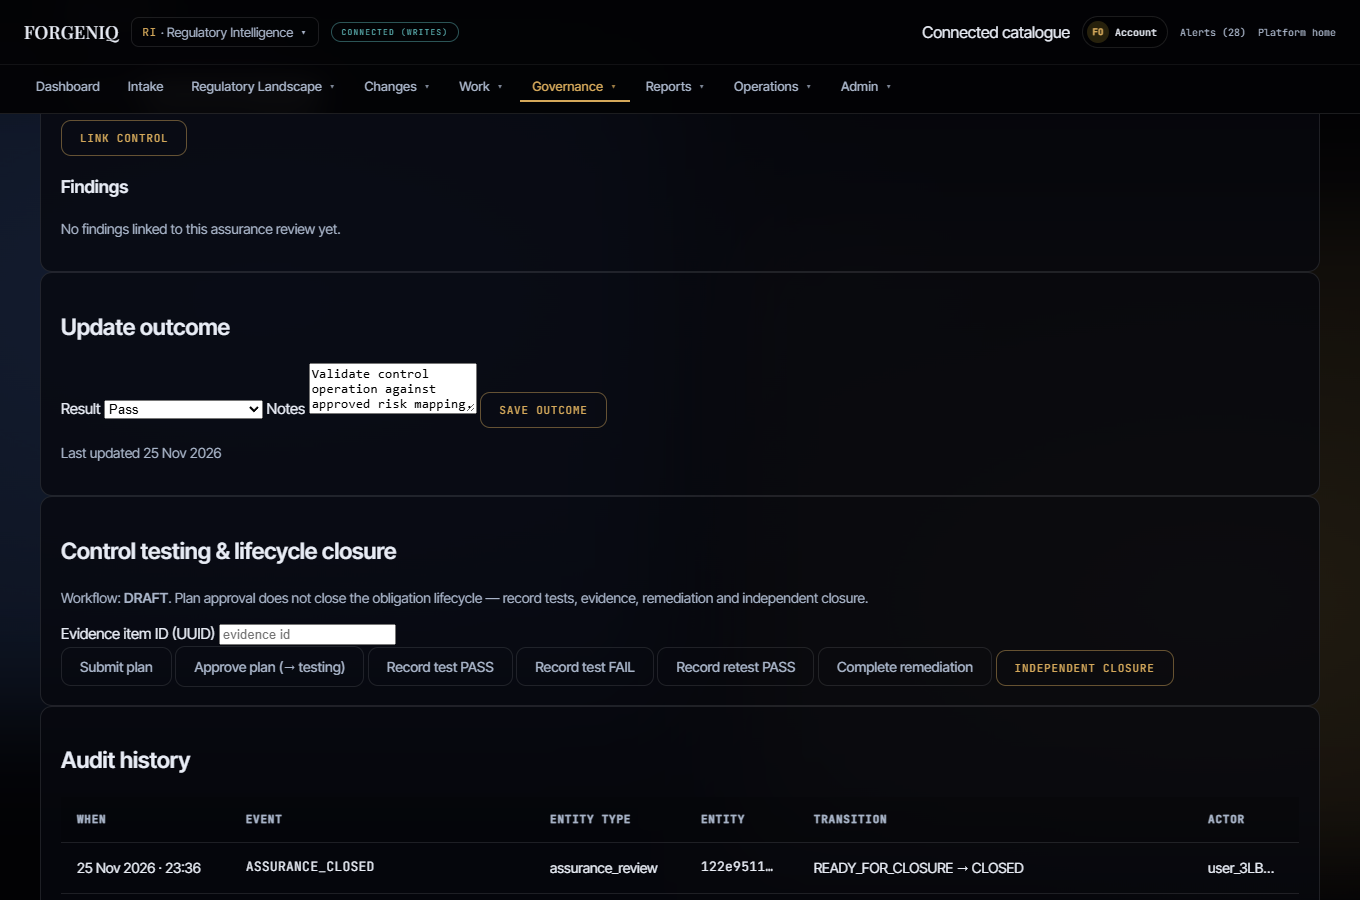 FORGENIQ RI · Regulatory Intelligence CONNECTED (WRITES) Connected catalogue FO Account Alerts (28) Platform home
Dashboard Intake Regulatory Landscape Changes Work Governance Reports Operations Admin
LINK CONTROL
Findings
No findings linked to this assurance review yet.
Update outcome
Result Pass Notes Validate control
operation against
approved risk mapping.
SAVE OUTCOME
Last updated 25 Nov 2026
Control testing & lifecycle closure
Workflow: DRAFT. Plan approval does not close the obligation lifecycle — record tests, evidence, remediation and independent closure.
Evidence item ID (UUID) evidence id
Submit plan Approve plan (→ testing) Record test PASS Record test FAIL Record retest PASS Complete remediation INDEPENDENT CLOSURE
Audit history
WHEN EVENT ENTITY TYPE ENTITY TRANSITION ACTOR
25 Nov 2026 · 23:36 ASSURANCE_CLOSED assurance_review 122e9511… READY_FOR_CLOSURE → CLOSED user_3LB…